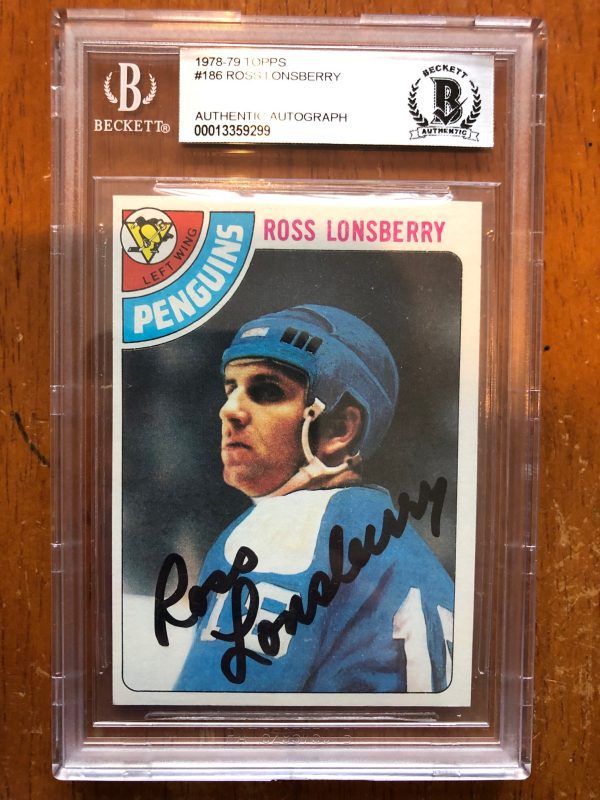 1978-79 TOPPS
#186 ROSS LONSBERRY
AUTHENTIC AUTOGRAPH
00013359299
B
BECKETT®
BECKETT
B
AUTHENTIC
ROSS LONSBERRY
LEFT WING
PENGUINS
Ross
Lonsberry